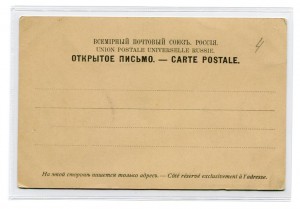 ВСЕМІРНЫЙ ПОЧТОВЫЙ СОЮЗЪ. РОССІЯ.
UNION POSTALE UNIVERSELLE RUSSIE.
ОТКРЫТОЕ ПИСЬМО. — CARTE POSTALE.
На этой сторонѣ пишется только адресъ. — Côté réservé exclusivement à l'adresse.